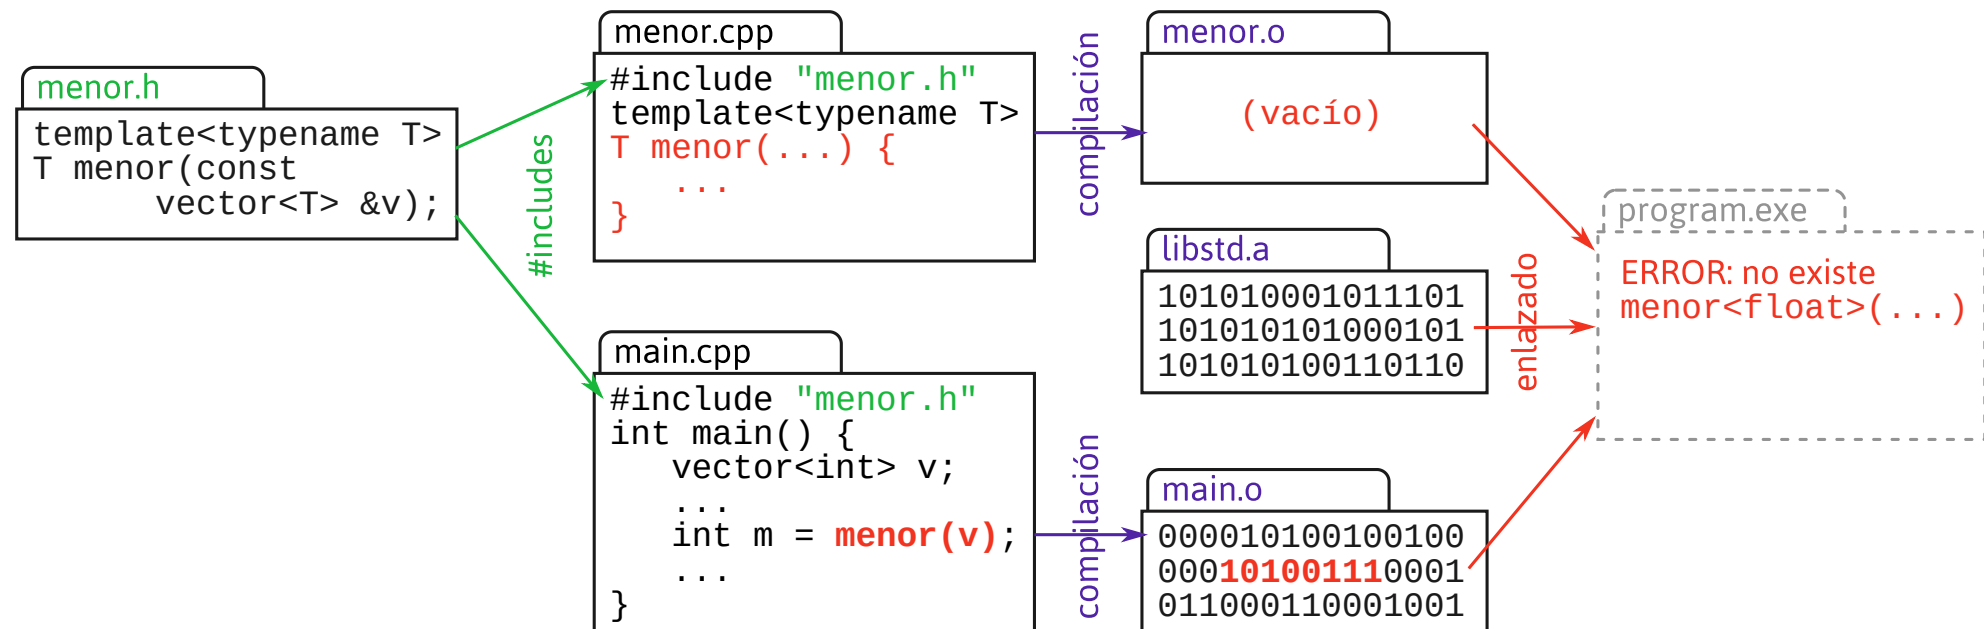 menor.h
template<typename T>
T menor(const
vector<T> &v);
#includes
menor.cpp
#include "menor.h"
template<typename T>
T menor(...) {
...
}
main.cpp
#include "menor.h"
int main() {
vector<int> v;
...
int m = menor(v);
...
}
compilación
compilación
menor.o
(vacío)
libstd.a
101010001011101
101010101000101
101010100110110
main.o
000010100100100
000101001110001
011000110001001
enlazado
program.exe
ERROR: no existe
menor<float>(...)